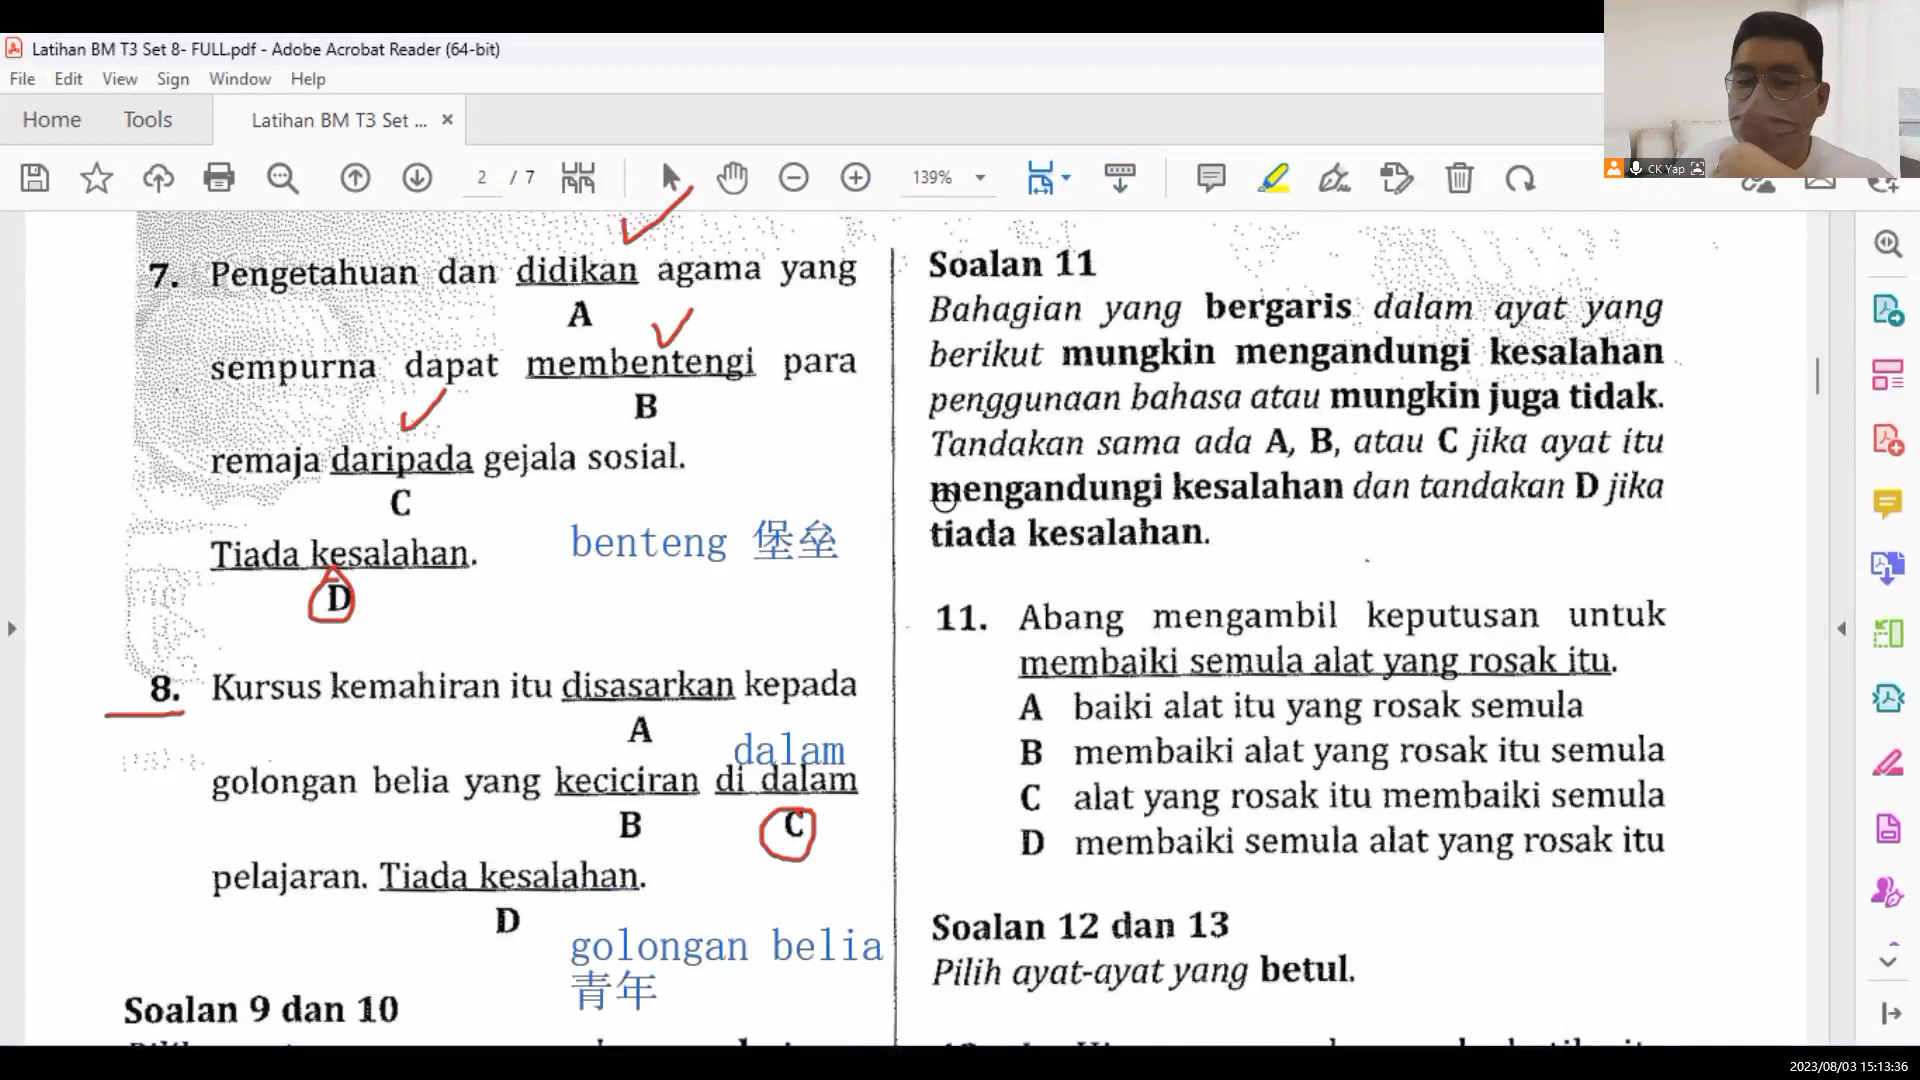 Latihan BM T3 Set 8- FULL.pdf - Adobe Acrobat Reader (64-bit)
File Edit View Sign Window Help
Home Tools Latihan BM T3 Set ... ×
2 / 7 139%
CK Yap
7. Pengetahuan dan didikan agama yang
A
sempurna dapat membentengi para
B
remaja daripada gejala sosial.
C
Tiada kesalahan.
D
benteng 堡垒
8. Kursus kemahiran itu disasarkan kepada
A
dalam
golongan belia yang keciciran di dalam
B C
pelajaran. Tiada kesalahan.
D
golongan belia
青年
Soalan 9 dan 10
Soalan 11
Bahagian yang bergaris dalam ayat yang
berikut mungkin mengandungi kesalahan
penggunaan bahasa atau mungkin juga tidak.
Tandakan sama ada A, B, atau C jika ayat itu
mengandungi kesalahan dan tandakan D jika
tiada kesalahan.
11. Abang mengambil keputusan untuk
membaiki semula alat yang rosak itu.
A baiki alat itu yang rosak semula
B membaiki alat yang rosak itu semula
C alat yang rosak itu membaiki semula
D membaiki semula alat yang rosak itu
Soalan 12 dan 13
Pilih ayat-ayat yang betul.
2023/08/03 15:13:36